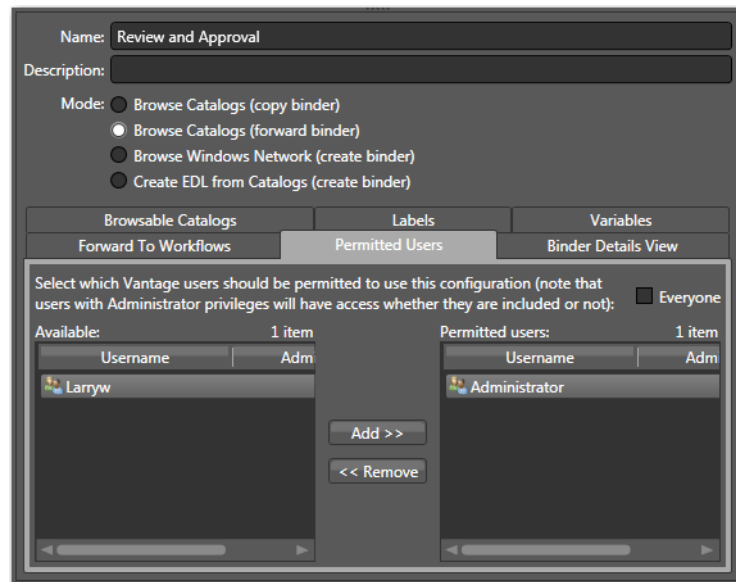 Name: Review and Approval
Description:
Mode: Browse Catalogs (copy binder)
Browse Catalogs (forward binder)
Browse Windows Network (create binder)
Create EDL from Catalogs (create binder)
Browsable Catalogs Labels Variables
Forward To Workflows Permitted Users Binder Details View
Select which Vantage users should be permitted to use this configuration (note that
users with Administrator privileges will have access whether they are included or not): Everyone
Available: 1 item Permitted users: 1 item
Username Admi Username Admi
Larryw Administrator
Add >>
<< Remove